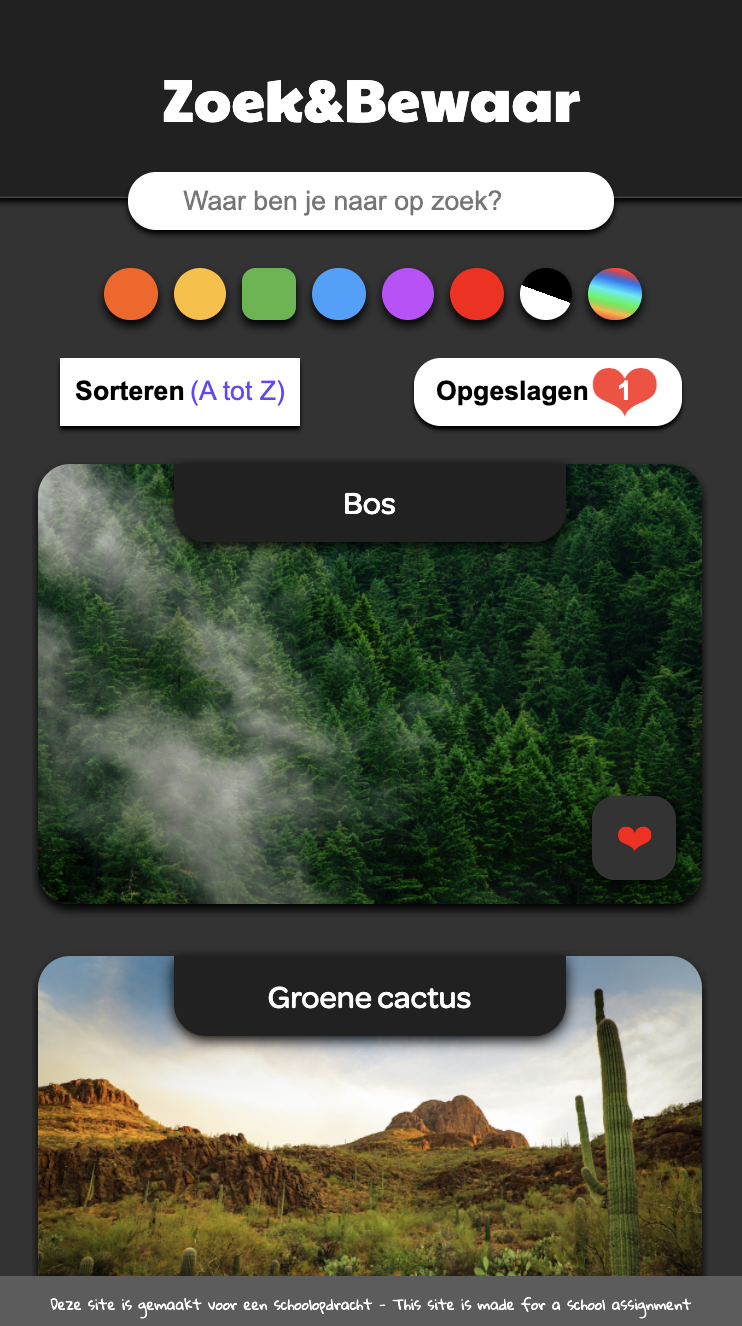 Zoek&Bewaar
Waar ben je naar op zoek?
Sorteren (A tot Z)
Opgeslagen 1
Bos
Groene cactus
Deze site is gemaakt voor een schoolopdracht - This site is made for a school assignment